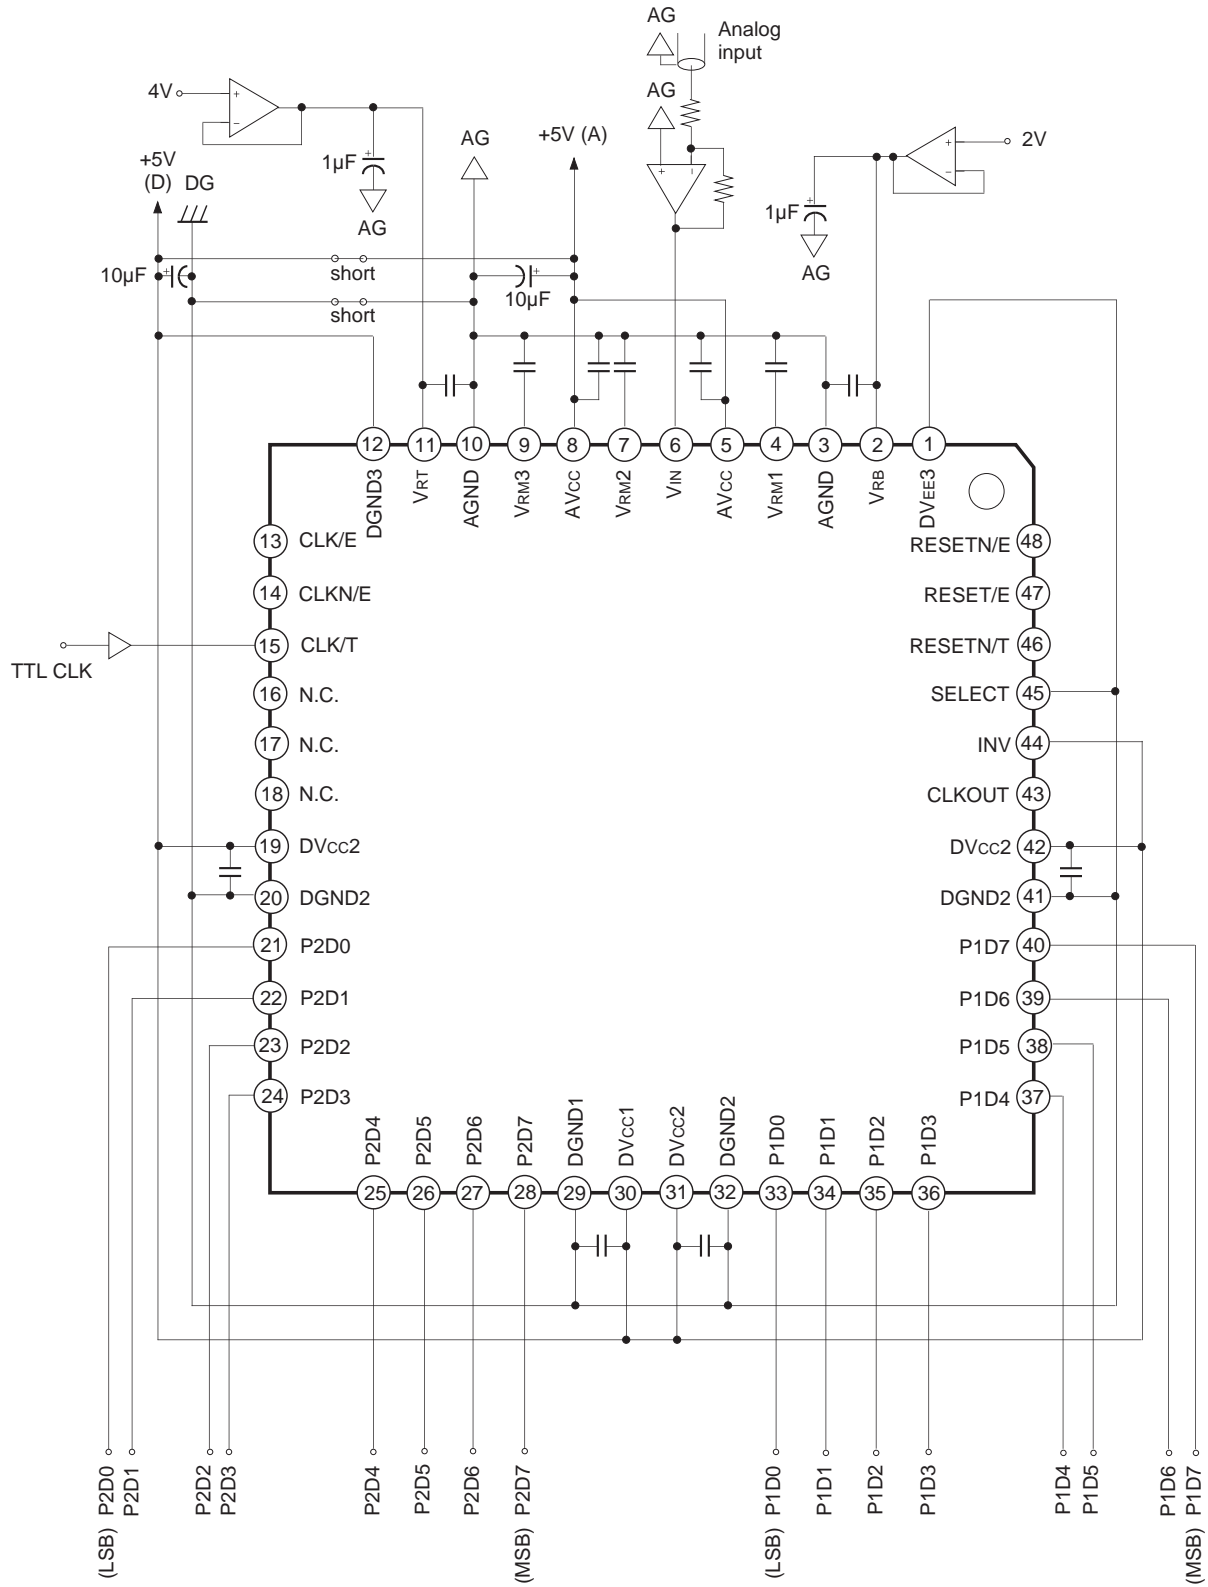 AG
Analog
input
4V
AG
+5V (A)
AG
2V
+5V
(D)
DG
1µF
AG
1µF
AG
10µF
short
10µF
short
12
11
10
9
8
7
6
5
4
3
2
1
DGND3
VRT
AGND
VRM3
AVCC
VRM2
VIN
AVCC
VRM1
AGND
VRB
DVEE3
13
CLK/E
14
CLKN/E
15
CLK/T
TTL CLK
16
N.C.
17
N.C.
18
N.C.
19
DVCC2
20
DGND2
21
P2D0
22
P2D1
23
P2D2
24
P2D3
RESETN/E
48
RESET/E
47
RESETN/T
46
SELECT
45
INV
44
CLKOUT
43
DVCC2
42
DGND2
41
P1D7
40
P1D6
39
P1D5
38
P1D4
37
P2D4
P2D5
P2D6
P2D7
DGND1
DVCC1
DVCC2
DGND2
P1D0
P1D1
P1D2
P1D3
25
26
27
28
29
30
31
32
33
34
35
36
(LSB) P2D0
P2D1
P2D2
P2D3
P2D4
P2D5
P2D6
(MSB) P2D7
(LSB) P1D0
P1D1
P1D2
P1D3
P1D4
P1D5
P1D6
(MSB) P1D7